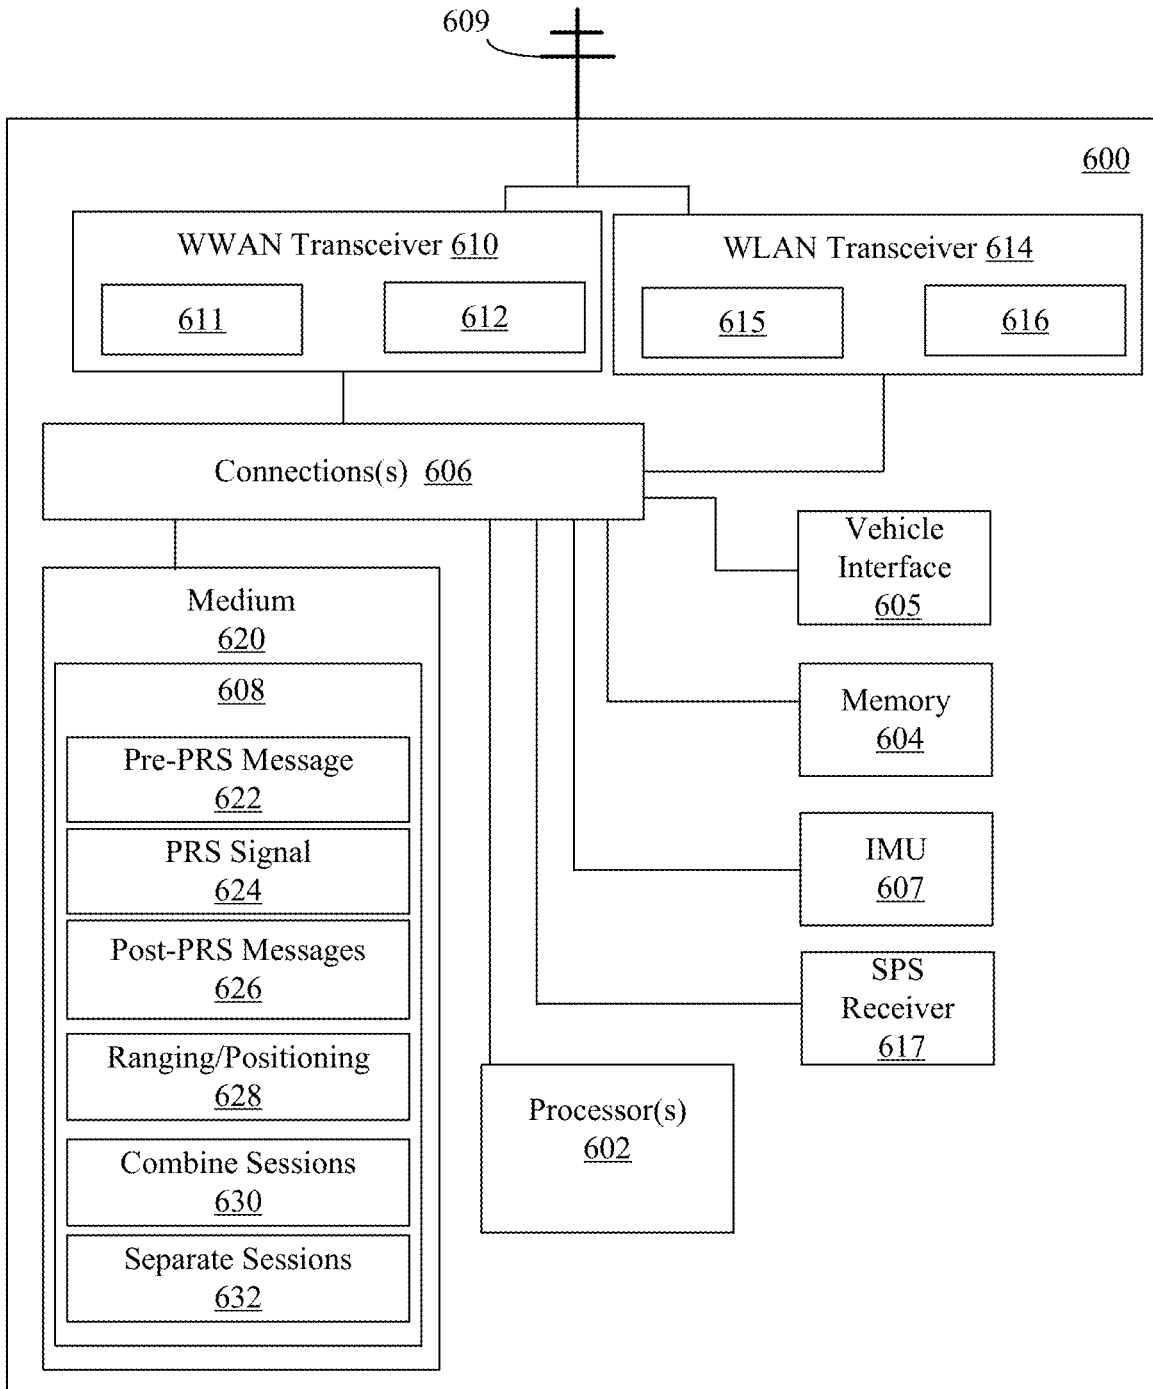 609
600
WWAN Transceiver 610
611
612
WLAN Transceiver 614
615
616
Connections(s) 606
Vehicle
Interface
605
Medium
620
608
Pre-PRS Message
622
PRS Signal
624
Post-PRS Messages
626
Ranging/Positioning
628
Combine Sessions
630
Separate Sessions
632
Memory
604
IMU
607
SPS
Receiver
617
Processor(s)
602